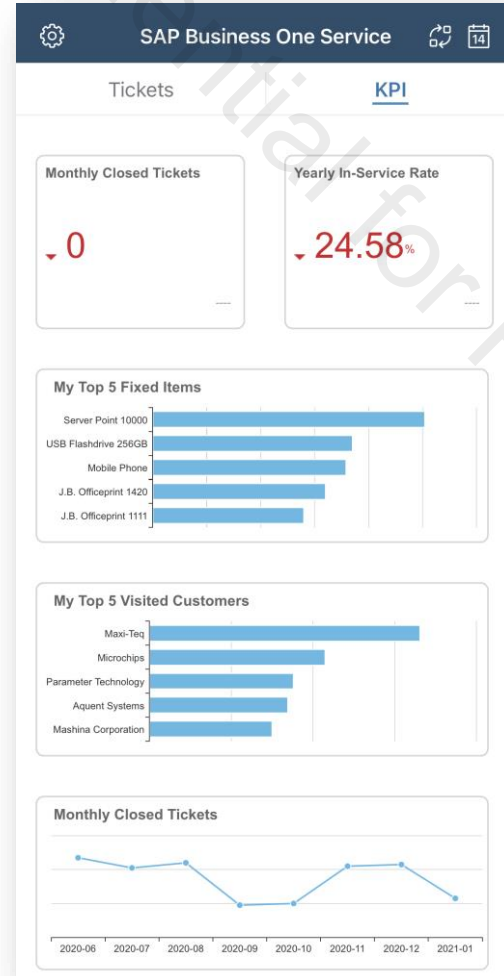 SAP Business One Service
14
Tickets
KPI
Monthly Closed Tickets
0
Yearly In-Service Rate
24.58%
My Top 5 Fixed Items
Server Point 10000
USB Flashdrive 256GB
Mobile Phone
J.B. Officeprint 1420
J.B. Officeprint 1111
My Top 5 Visited Customers
Maxi-Teq
Microchips
Parameter Technology
Aquent Systems
Mashina Corporation
Monthly Closed Tickets
2020-06 2020-07 2020-08 2020-09 2020-10 2020-11 2020-12 2021-01